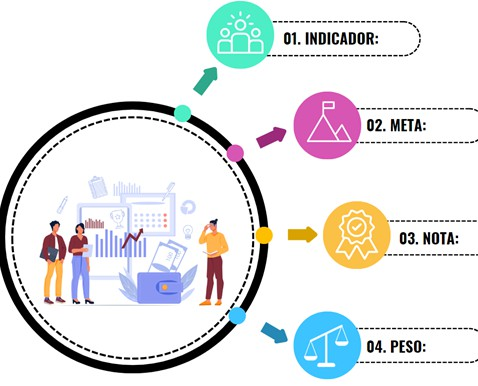 01. INDICADOR:
02. META:
03. NOTA:
04. PESO: